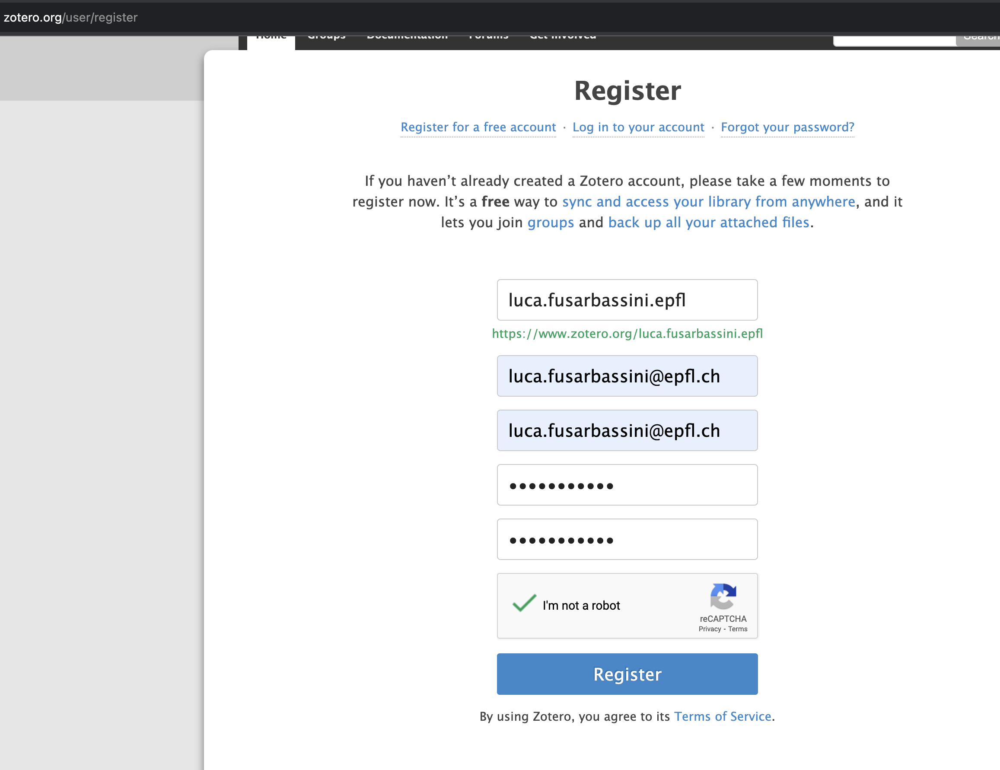 zotero.org/user/register
Home Groups Documentation Forums Get Involved Search
Register
Register for a free account · Log in to your account · Forgot your password?
If you haven’t already created a Zotero account, please take a few moments to
register now. It’s a free way to sync and access your library from anywhere, and it
lets you join groups and back up all your attached files.
luca.fusarbassini.epfl
https://www.zotero.org/luca.fusarbassini.epfl
luca.fusarbassini@epfl.ch
luca.fusarbassini@epfl.ch
•••••••••••
•••••••••••
I'm not a robot
reCAPTCHA
Privacy - Terms
Register
By using Zotero, you agree to its Terms of Service.